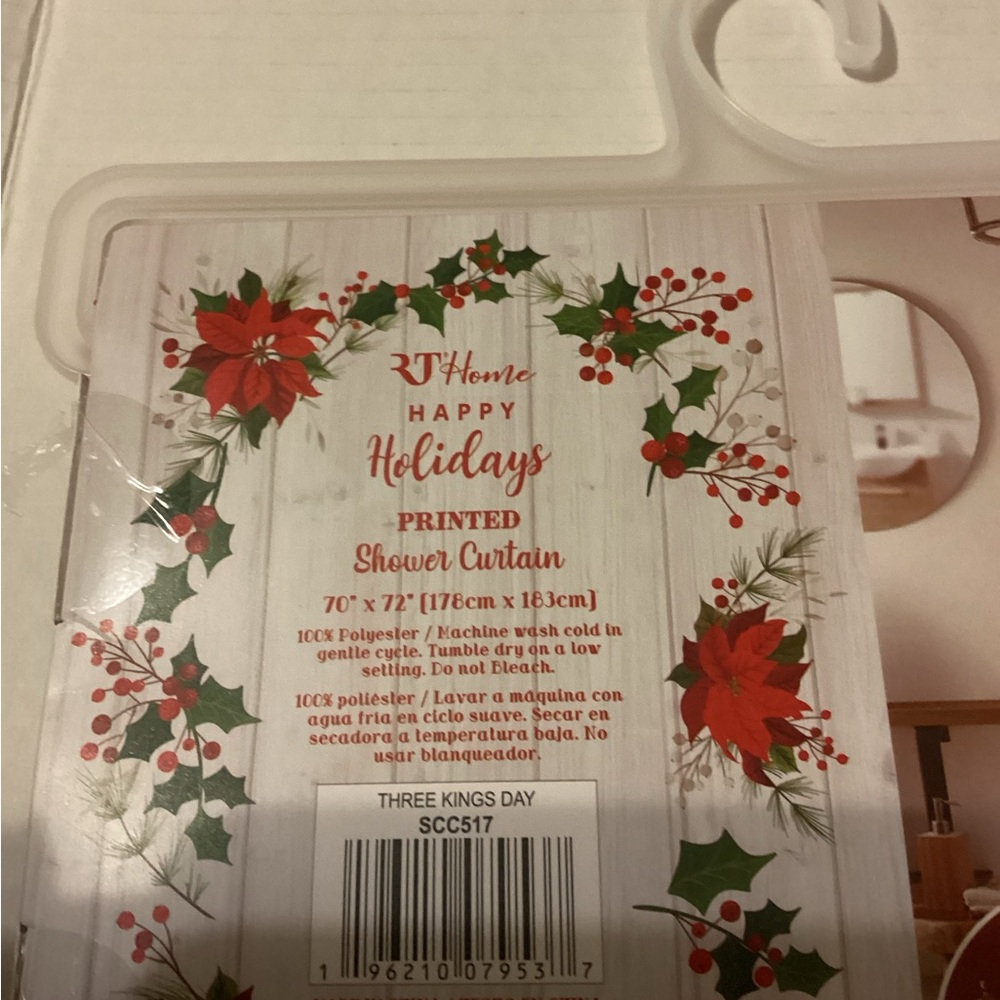 RT Home
HAPPY
Holidays
PRINTED
Shower Curtain
70" x 72" (178cm x 183cm)
100% Polyester / Machine wash cold in
gentle cycle. Tumble dry on a low
setting. Do not Bleach.
100% poliéster / Lavar a máquina con
agua fría en ciclo suave. Secar en
secadora a temperatura baja. No
usar blanqueador.
THREE KINGS DAY
SCC517
1 96210 07953 7